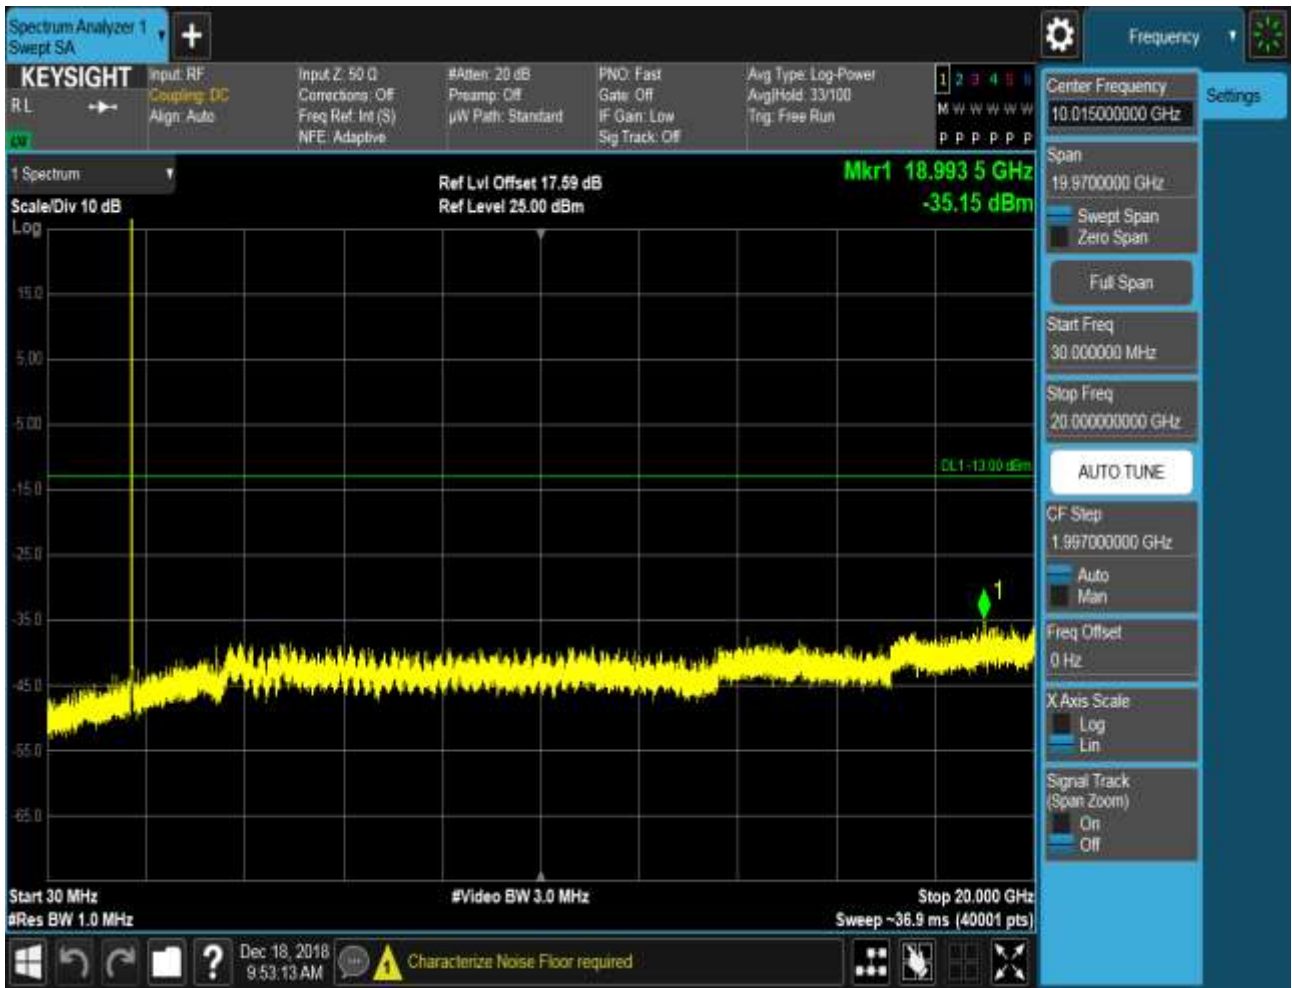 Spectrum Analyzer 1
Swept SA
+
Frequency
KEYSIGHT
R L
Input: RF
Coupling: DC
Align: Auto
Input Z: 50 Ω
Corrections: Off
Freq Ref: Int (S)
NFE: Adaptive
#Atten: 20 dB
Preamp: Off
µW Path: Standard
PNO: Fast
Gate: Off
IF Gain: Low
Sig Track: Off
Avg Type: Log-Power
Avg|Hold: 33/100
Trig: Free Run
1 2 3 4 5 6
M W W W W W
P P P P P P
1 Spectrum
Scale/Div 10 dB
Log
Ref Lvl Offset 17.59 dB
Ref Level 25.00 dBm
Mkr1 18.993 5 GHz
-35.15 dBm
15.0
5.00
-5.00
DL1 -13.00 dBm
-15.0
-25.0
1
-35.0
-45.0
-55.0
-65.0
Start 30 MHz
#Res BW 1.0 MHz
#Video BW 3.0 MHz
Stop 20.000 GHz
Sweep ~36.9 ms (40001 pts)
Center Frequency
10.015000000 GHz
Settings
Span
19.9700000 GHz
Swept Span
Zero Span
Full Span
Start Freq
30.000000 MHz
Stop Freq
20.000000000 GHz
AUTO TUNE
CF Step
1.997000000 GHz
Auto
Man
Freq Offset
0 Hz
X Axis Scale
Log
Lin
Signal Track
(Span Zoom)
On
Off
?
Dec 18, 2018
9:53:13 AM
1
Characterize Noise Floor required